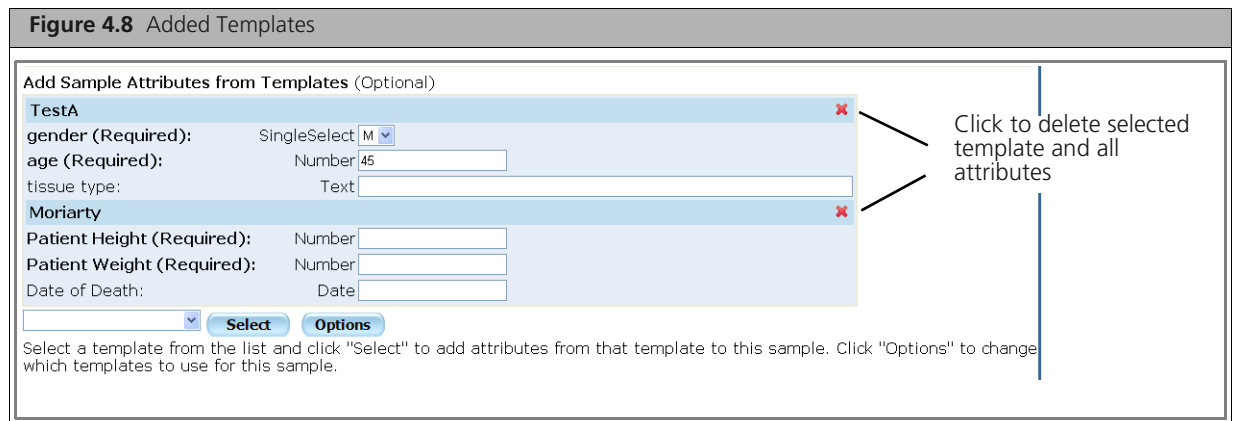 Figure 4.8 Added Templates
Add Sample Attributes from Templates (Optional)
TestA
gender (Required): SingleSelect M
age (Required): Number 45
tissue type: Text
Moriarty
Patient Height (Required): Number
Patient Weight (Required): Number
Date of Death: Date
Select Options
Select a template from the list and click "Select" to add attributes from that template to this sample. Click "Options" to change
which templates to use for this sample.
Click to delete selected
template and all
attributes